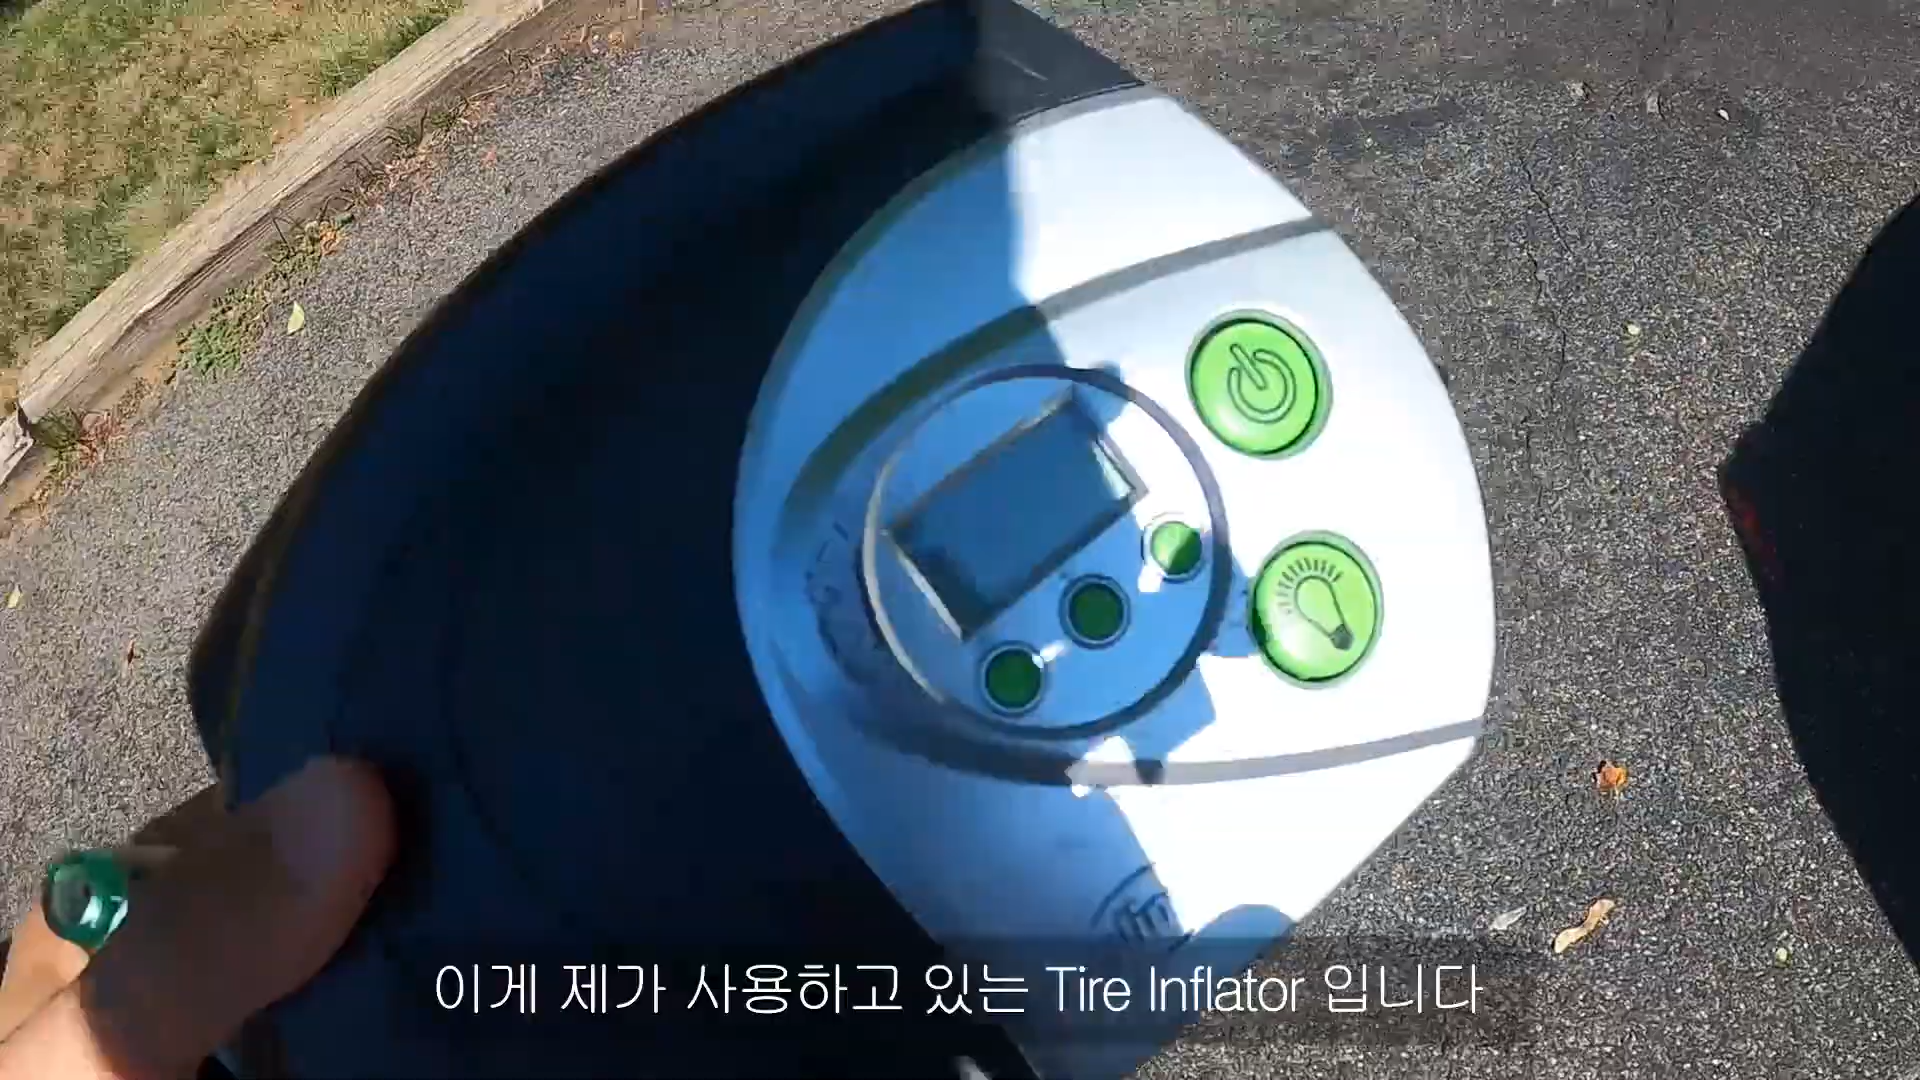 이게 제가 사용하고 있는 Tire Inflator 입니다